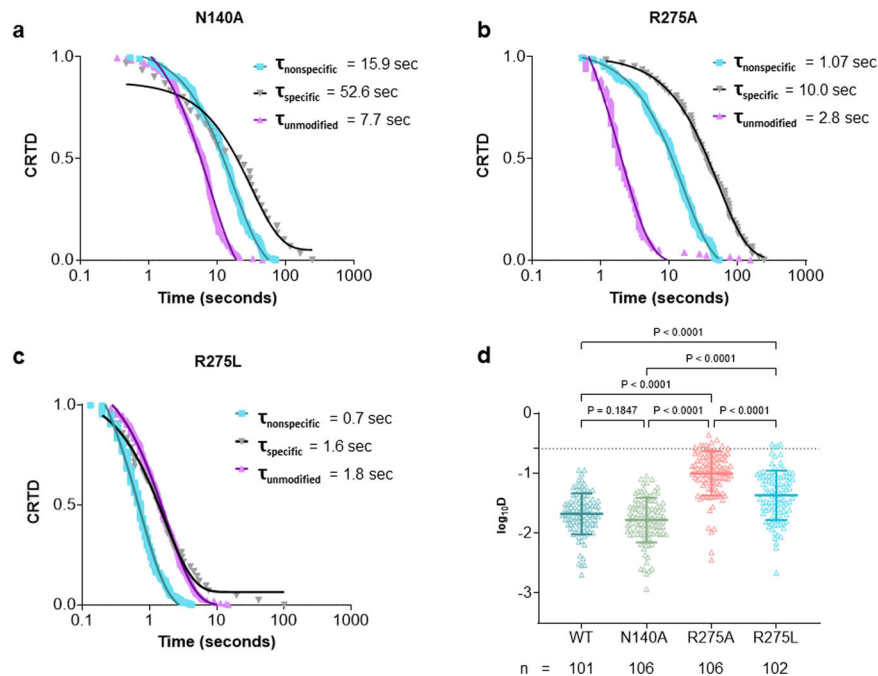 a
N140A
CRTD
1.0
0.5
0.0
0.1
1
10
100
1000
Time (seconds)
τnonspecific = 15.9 sec
τspecific = 52.6 sec
τunmodified = 7.7 sec
b
R275A
CRTD
1.0
0.5
0.0
0.1
1
10
100
1000
Time (seconds)
τnonspecific = 1.07 sec
τspecific = 10.0 sec
τunmodified = 2.8 sec
c
R275L
CRTD
1.0
0.5
0.0
0.1
1
10
100
1000
Time (seconds)
τnonspecific = 0.7 sec
τspecific = 1.6 sec
τunmodified = 1.8 sec
d
P < 0.0001
P < 0.0001
P < 0.0001
P = 0.1847 P < 0.0001 P < 0.0001
log10D
0
-1
-2
-3
WT N140A R275A R275L
n = 101 106 106 102